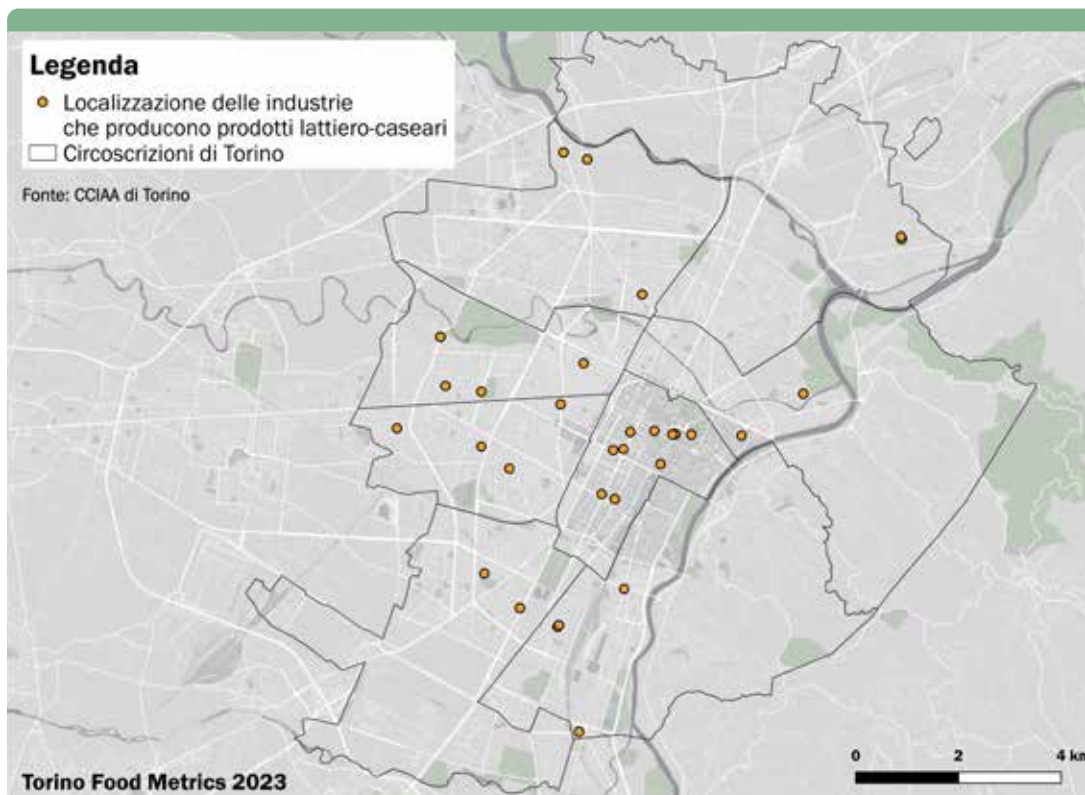 Legenda
Localizzazione delle industrie
che producono prodotti lattiero-caseari
Circoscrizioni di Torino
Fonte: CCIAA di Torino
Torino Food Metrics 2023
0 2 4 km